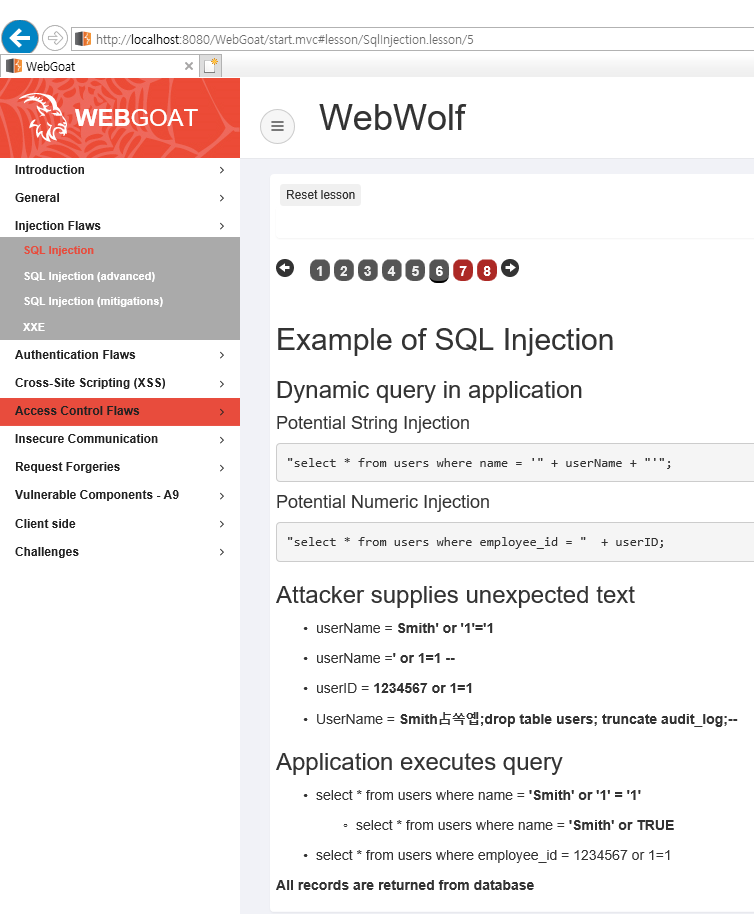 http://localhost:8080/WebGoat/start.mvc#lesson/SqlInjection.lesson/5
WebGoat
WEBGOAT
WebWolf
Introduction
General
Injection Flaws
SQL Injection
SQL Injection (advanced)
SQL Injection (mitigations)
XXE
Authentication Flaws
Cross-Site Scripting (XSS)
Access Control Flaws
Insecure Communication
Request Forgeries
Vulnerable Components - A9
Client side
Challenges
Reset lesson
1 2 3 4 5 6 7 8
Example of SQL Injection
Dynamic query in application
Potential String Injection
"select * from users where name = '" + userName + "'";
Potential Numeric Injection
"select * from users where employee_id = "  + userID;
Attacker supplies unexpected text
• userName = Smith' or '1'='1
• userName =' or 1=1 --
• userID = 1234567 or 1=1
• UserName = Smith占쏙옙;drop table users; truncate audit_log;--
Application executes query
• select * from users where name = 'Smith' or '1' = '1'
◦ select * from users where name = 'Smith' or TRUE
• select * from users where employee_id = 1234567 or 1=1
All records are returned from database